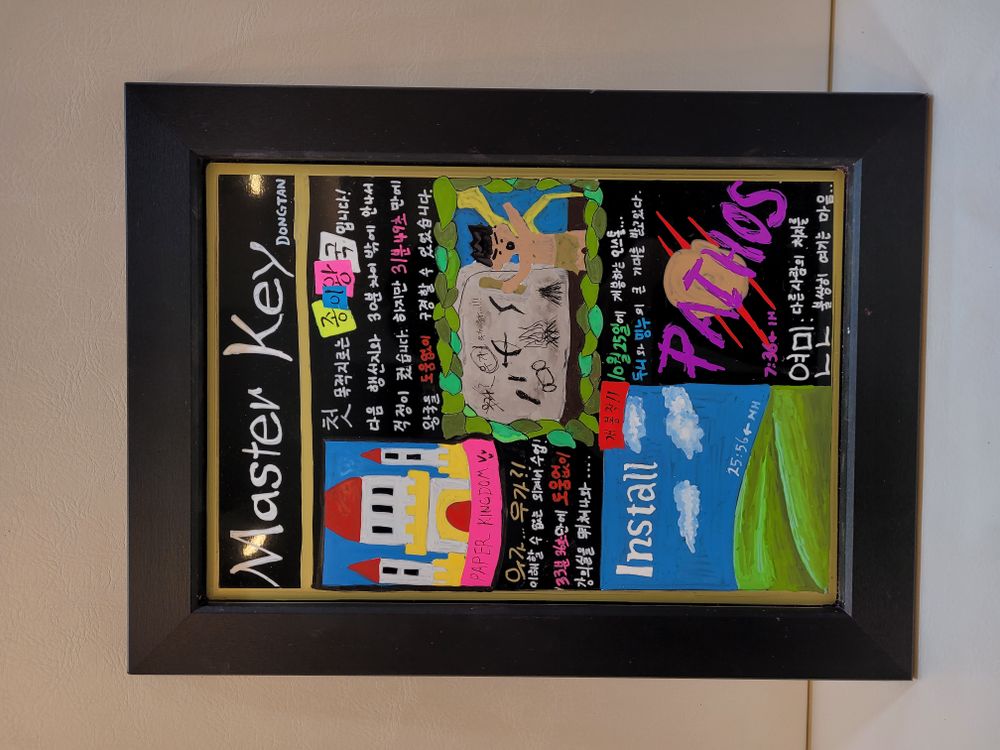 Master Key
DONGTAN
첫 목적지로는 종이왕국입니다!
다음 행선지와 30분 차이 밖에 안나서
걱정이 컸습니다. 하지만 31분 49초 만에
왕국을 도움없이 구경할 수 있었습니다.
PAPER KINGDOM
우가... 우가?!
이해할 수 없는 외계어 수업!
33분 36초만에 도움없이
강의실을 뛰쳐나와 ....
개봉작!!
Install
25:56← NH
10월 25일에 개봉하는 인스톨...
두니와 밍누의 큰 기대를 받고있다.
PATHOS
7:36← 1H
연민: 다른사람의 처지를
불쌍히 여기는 마음..